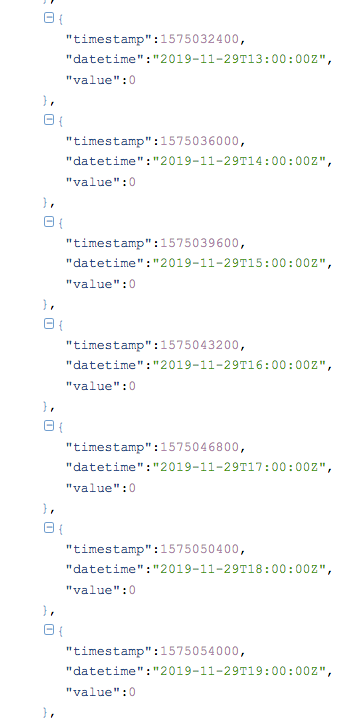 },
{
"timestamp":1575032400,
"datetime":"2019-11-29T13:00:00Z",
"value":0
},
{
"timestamp":1575036000,
"datetime":"2019-11-29T14:00:00Z",
"value":0
},
{
"timestamp":1575039600,
"datetime":"2019-11-29T15:00:00Z",
"value":0
},
{
"timestamp":1575043200,
"datetime":"2019-11-29T16:00:00Z",
"value":0
},
{
"timestamp":1575046800,
"datetime":"2019-11-29T17:00:00Z",
"value":0
},
{
"timestamp":1575050400,
"datetime":"2019-11-29T18:00:00Z",
"value":0
},
{
"timestamp":1575054000,
"datetime":"2019-11-29T19:00:00Z",
"value":0
},